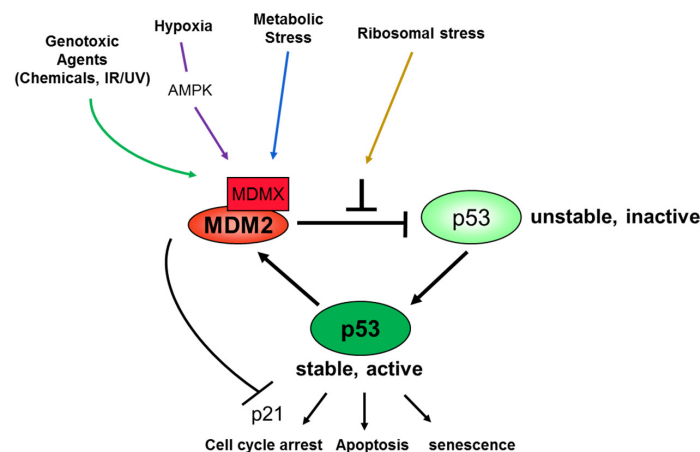 Genotoxic
Agents
(Chemicals, IR/UV)
Hypoxia
AMPK
Metabolic
Stress
Ribosomal stress
MDMX
MDM2
p53
unstable, inactive
p53
stable, active
p21
Cell cycle arrest
Apoptosis
senescence